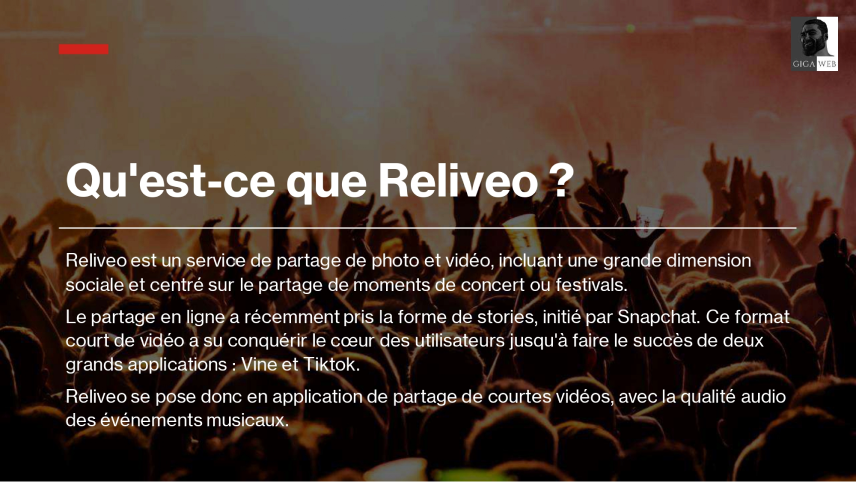 GIGA WEB
Qu'est-ce que Reliveo ?
Reliveo est un service de partage de photo et vidéo, incluant une grande dimension
sociale et centré sur le partage de moments de concert ou festivals.
Le partage en ligne a récemment pris la forme de stories, initié par Snapchat. Ce format
court de vidéo a su conquérir le cœur des utilisateurs jusqu'à faire le succès de deux
grands applications : Vine et Tiktok.
Reliveo se pose donc en application de partage de courtes vidéos, avec la qualité audio
des événements musicaux.